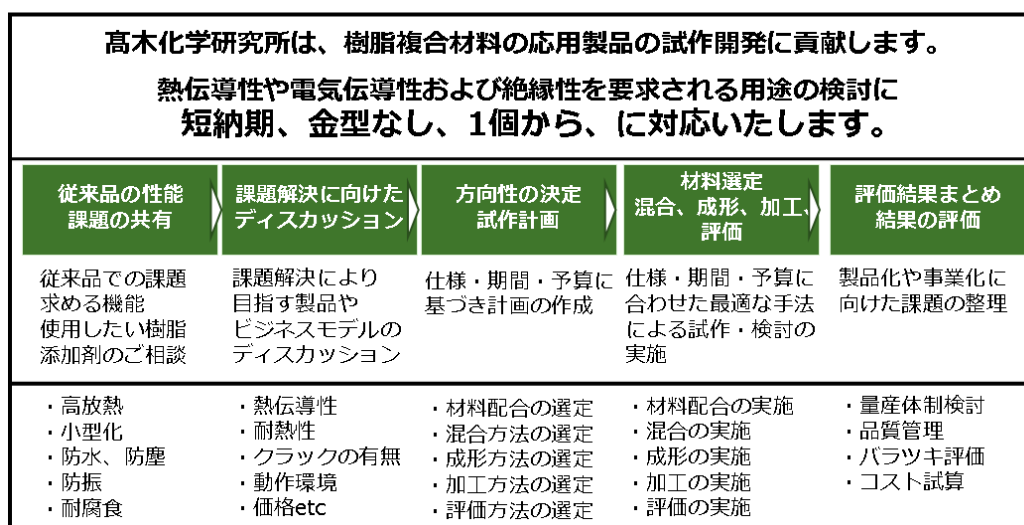 髙木化学研究所は、樹脂複合材料の応用製品の試作開発に貢献します。
熱伝導性や電気伝導性および絶縁性を要求される用途の検討に
短納期、金型なし、1個から、に対応いたします。
従来品の性能
課題の共有
課題解決に向けた
ディスカッション
方向性の決定
試作計画
材料選定
混合、成形、加工、
評価
評価結果まとめ
結果の評価
従来品での課題
求める機能
使用したい樹脂
添加剤のご相談
課題解決により
目指す製品や
ビジネスモデルの
ディスカッション
仕様・期間・予算に
基づき計画の作成
仕様・期間・予算に
合わせた最適な手法
による試作・検討の
実施
製品化や事業化に
向けた課題の整理
・高放熱
・小型化
・防水、防塵
・防振
・耐腐食
・熱伝導性
・耐熱性
・クラックの有無
・動作環境
・価格etc
・材料配合の選定
・混合方法の選定
・成形方法の選定
・加工方法の選定
・評価方法の選定
・材料配合の実施
・混合の実施
・成形の実施
・加工の実施
・評価の実施
・量産体制検討
・品質管理
・バラツキ評価
・コスト試算